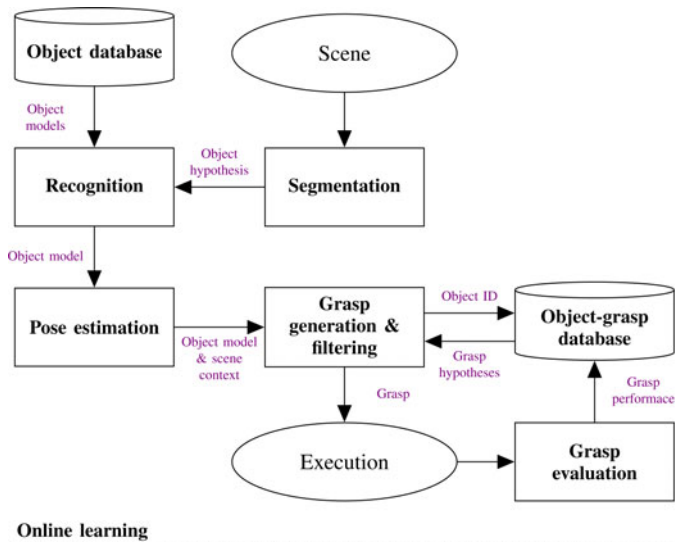 Object database
Scene
Object
models
Object
hypothesis
Recognition
Segmentation
Object model
Pose estimation
Object model
& scene
context
Grasp
generation &
filtering
Object ID
Grasp
hypotheses
Object-grasp
database
Grasp
Grasp
performace
Execution
Grasp
evaluation
Online learning